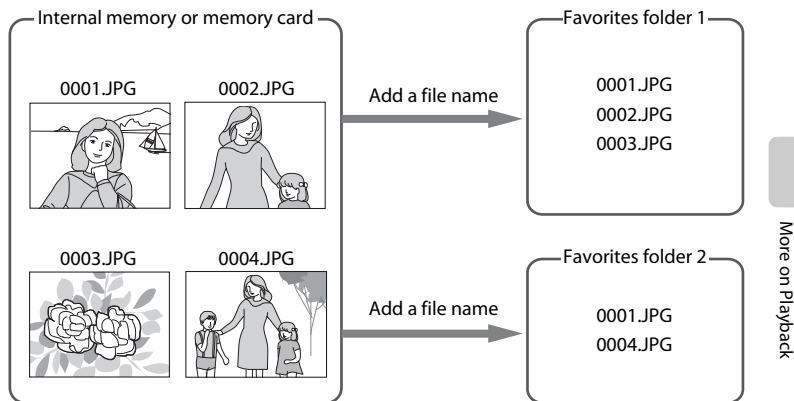 Internal memory or memory card
0001.JPG
0002.JPG
0003.JPG
0004.JPG
Add a file name
Favorites folder 1
0001.JPG
0002.JPG
0003.JPG
Add a file name
Favorites folder 2
0001.JPG
0004.JPG
More on Playback